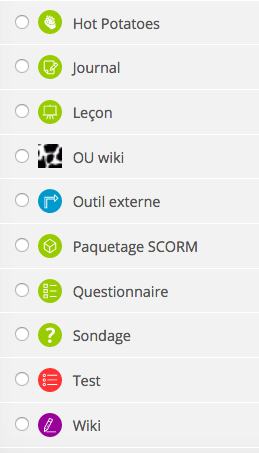 Hot Potatoes
Journal
Leçon
OU wiki
Outil externe
Paquetage SCORM
Questionnaire
? Sondage
Test
Wiki